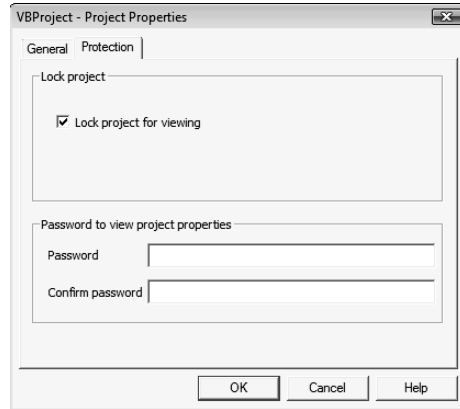 VBProject - Project Properties
General Protection
Lock project
Lock project for viewing
Password to view project properties
Password
Confirm password
OK Cancel Help